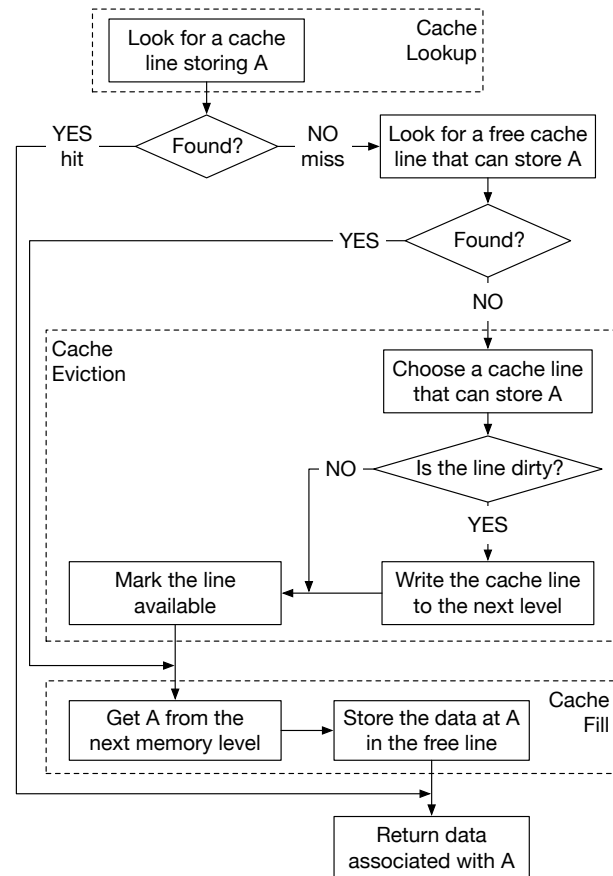 Look for a cache
line storing A
Cache
Lookup
YES
hit
Found?
NO
miss
Look for a free cache
line that can store A
YES
Found?
NO
Cache
Eviction
Choose a cache line
that can store A
NO
Is the line dirty?
YES
Mark the line
available
Write the cache line
to the next level
Get A from the
next memory level
Store the data at A
in the free line
Cache
Fill
Return data
associated with A